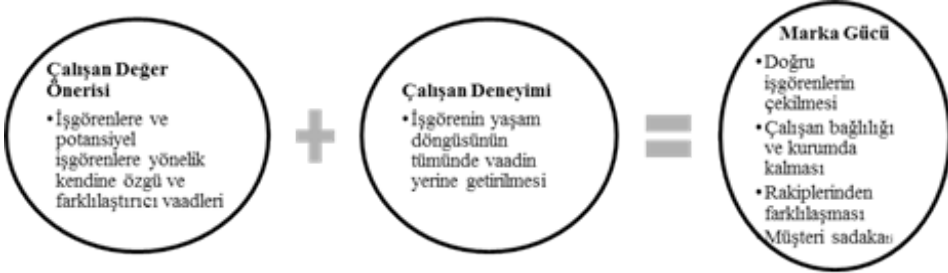 Çalışan Değer
Önerisi
•İşgörenlere ve
potansiyel
işgörenlere yönelik
kendine özgü ve
farklılaştırıcı vaadleri
Çalışan Deneyimi
•İşgörenin yaşam
döngüsünün
tümünde vaadin
yerine getirilmesi
Marka Gücü
•Doğru
işgörenlerin
çekilmesi
•Çalışan bağlılığı
ve kurumda
kalması
•Rakiplerinden
farklılaşması
Müşteri sadakati